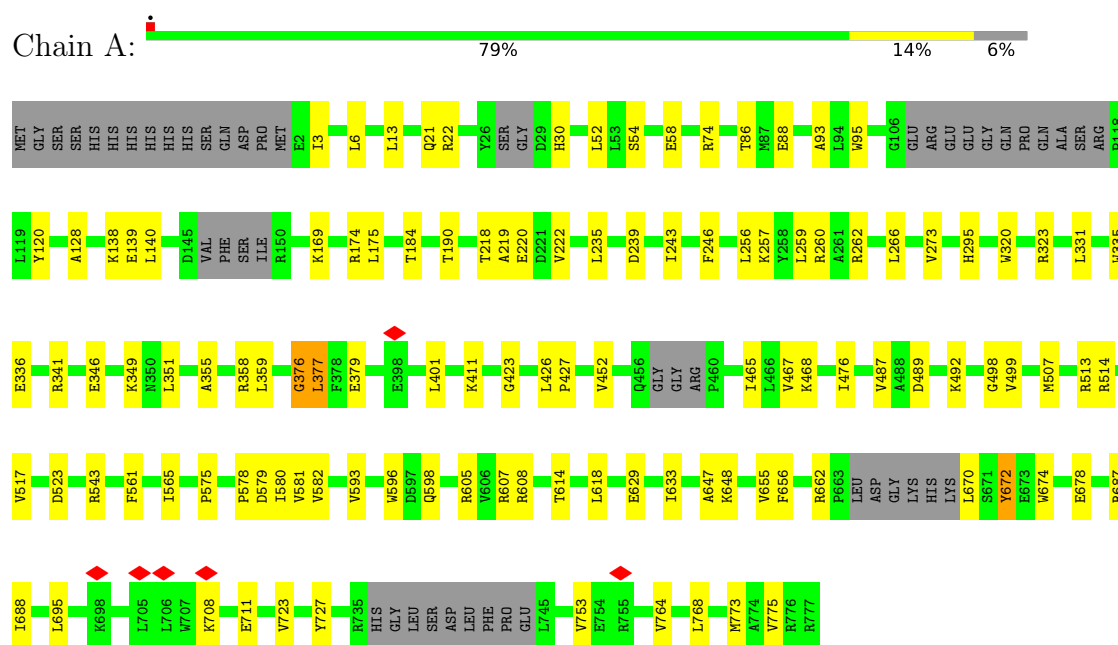 Chain A:
79% 14% 6%
MET GLY SER SER HIS HIS HIS HIS HIS HIS SER GLN ASP PRO MET E2 I3 L6 L13 Q21 R22 Y26 SER GLY D29 H30 L52 L53 S54 E58 R74 T86 M87 E88 A93 L94 W95 G106 GLU ARG GLU GLU GLY GLN PRO GLN ALA SER ARG R118
L119 Y120 A128 K138 E139 L140 D145 VAL PHE SER ILE R150 K169 R174 L175 T184 T190 T218 A219 E220 D221 V222 L235 D239 I243 F246 L256 K257 Y258 L259 R260 A261 R262 L266 V273 H295 W320 R323 L331 W335
E336 R341 E346 K349 N350 L351 A355 R358 L359 G376 L377 F378 E379 E398 L401 K411 G423 L426 P427 V452 Q456 GLY GLY ARG P460 I465 L466 V467 K468 I476 V487 A488 D489 K492 G498 V499 M507 R513 R514
V517 D523 R543 F561 I565 P575 P578 D579 I580 V581 V582 V593 W596 D597 Q598 R605 V606 R607 R608 T614 L618 E629 I633 A647 K648 V655 F656 R662 P663 LEU ASP GLY LYS HIS LYS L670 S671 Y672 E673 W674 E678 R687
I688 L695 K698 L705 L706 W707 K708 E711 V723 Y727 R735 HIS GLY LEU SER ASP LEU PHE PRO GLU L745 V753 E754 R755 V764 L768 M773 A774 V775 R776 R777